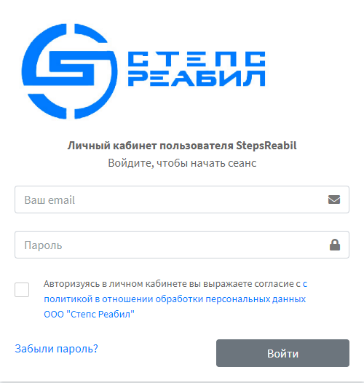 СТЕПС
РЕАБИЛ
Личный кабинет пользователя StepsReabil
Войдите, чтобы начать сеанс
Ваш email
Пароль
Авторизуясь в личном кабинете вы выражаете согласие с с
политикой в отношении обработки персональных данных
ООО "Степс Реабил"
Забыли пароль?
Войти